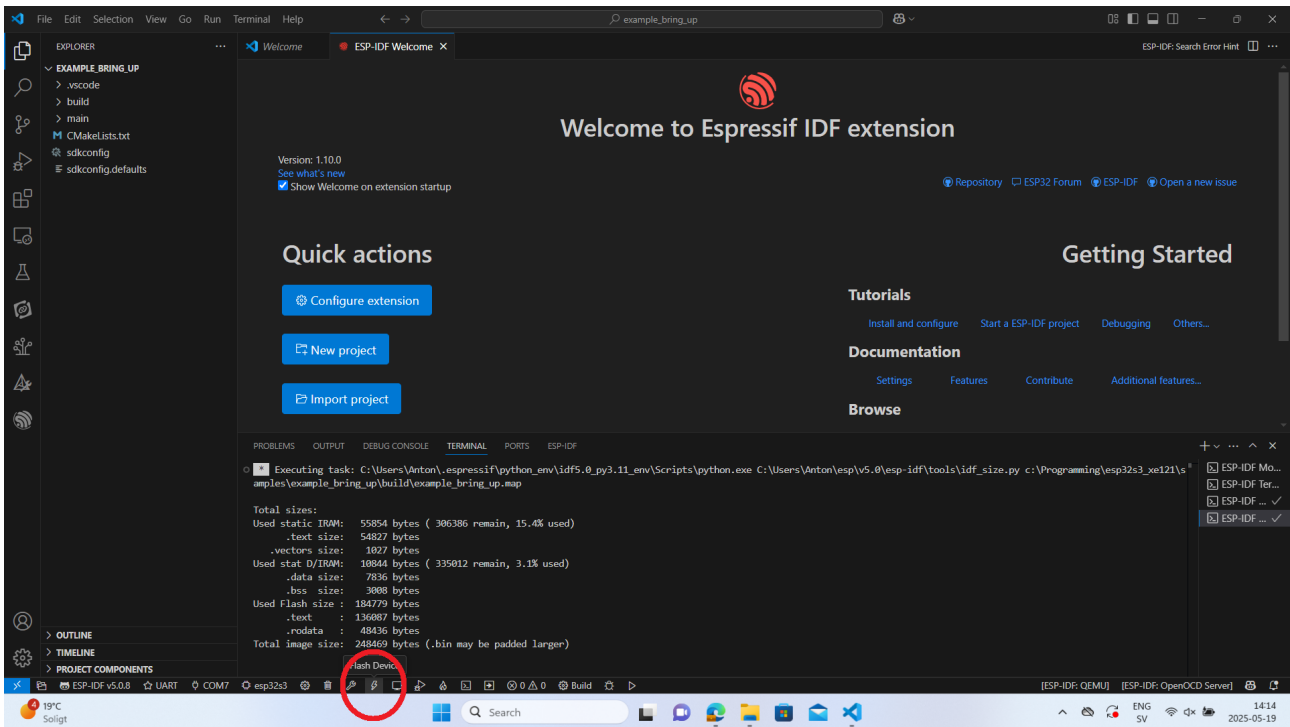 File Edit Selection View Go Run Terminal Help
example_bring_up
EXPLORER
Welcome
ESP-IDF Welcome
ESP-IDF: Search Error Hint
EXAMPLE_BRING_UP
.vscode
build
main
CMakeLists.txt
sdkconfig
sdkconfig.defaults
Welcome to Espressif IDF extension
Version: 1.10.0
See what's new
Show Welcome on extension startup
Repository ESP32 Forum ESP-IDF Open a new issue
Quick actions
Configure extension
New project
Import project
Getting Started
Tutorials
Install and configure Start a ESP-IDF project Debugging Others...
Documentation
Settings Features Contribute Additional features...
Browse
PROBLEMS OUTPUT DEBUG CONSOLE TERMINAL PORTS ESP-IDF
* Executing task: C:\Users\Anton\.espressif\python_env\idf5.0_py3.11_env\Scripts\python.exe C:\Users\Anton\esp\v5.0\esp-idf\tools\idf_size.py c:\Programming\esp32s3_xe121\s
amples\example_bring_up\build\example_bring_up.map
Total sizes:
Used static IRAM: 55854 bytes ( 306386 remain, 15.4% used)
.text size: 54827 bytes
.vectors size: 1027 bytes
Used stat D/IRAM: 10844 bytes ( 335012 remain, 3.1% used)
.data size: 7836 bytes
.bss size: 3008 bytes
Used Flash size : 184779 bytes
.text : 136087 bytes
.rodata : 48436 bytes
Total image size: 248469 bytes (.bin may be padded larger)
ESP-IDF Mo...
ESP-IDF Ter...
ESP-IDF ...
ESP-IDF ...
OUTLINE
TIMELINE
PROJECT COMPONENTS
Flash Device
ESP-IDF v5.0.8 UART COM7 esp32s3 0 0 Build
[ESP-IDF: QEMU] [ESP-IDF: OpenOCD Server]
4
19°C
Soligt
Search
ENG
SV
14:14
2025-05-19